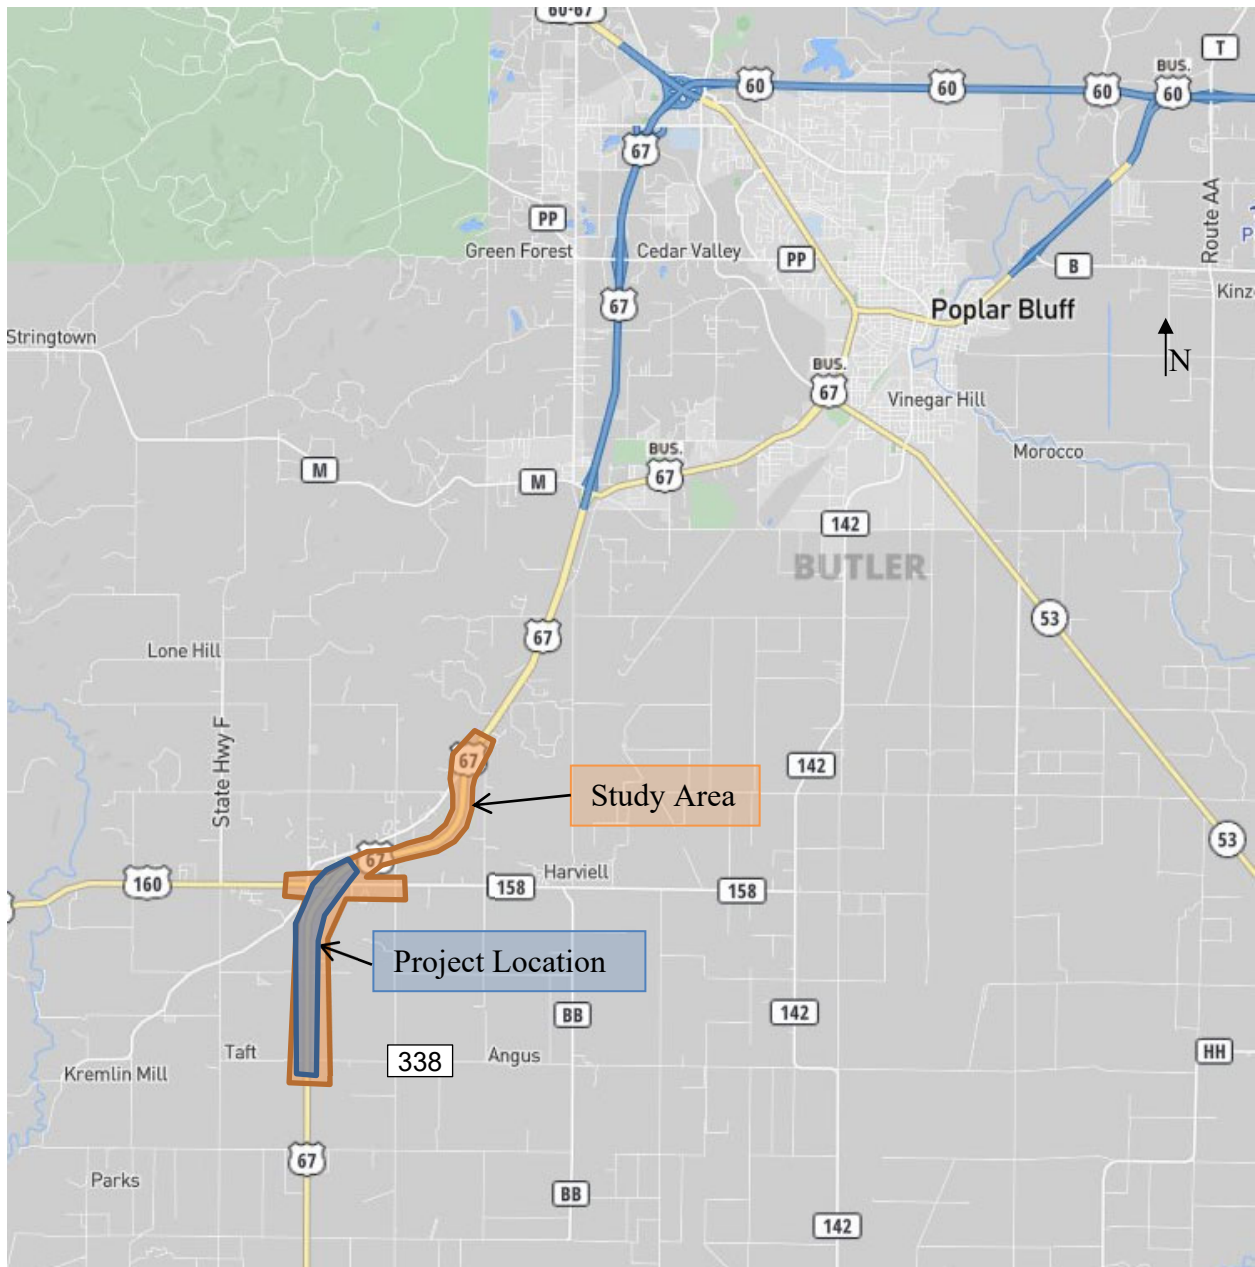 60-67
T
BUS.
60
60
60
60
67
PP
Green Forest
Cedar Valley
PP
Route AA
P
B
67
Poplar Bluff
Kinz
Stringtown
N
BUS.
67
Vinegar Hill
BUS.
67
Morocco
M
M
142
BUTLER
53
67
Lone Hill
State Hwy F
67
142
Study Area
53
67
Harviell
160
158
158
Project Location
142
BB
HH
Taft
338
Angus
Kremlin Mill
67
Parks
BB
142